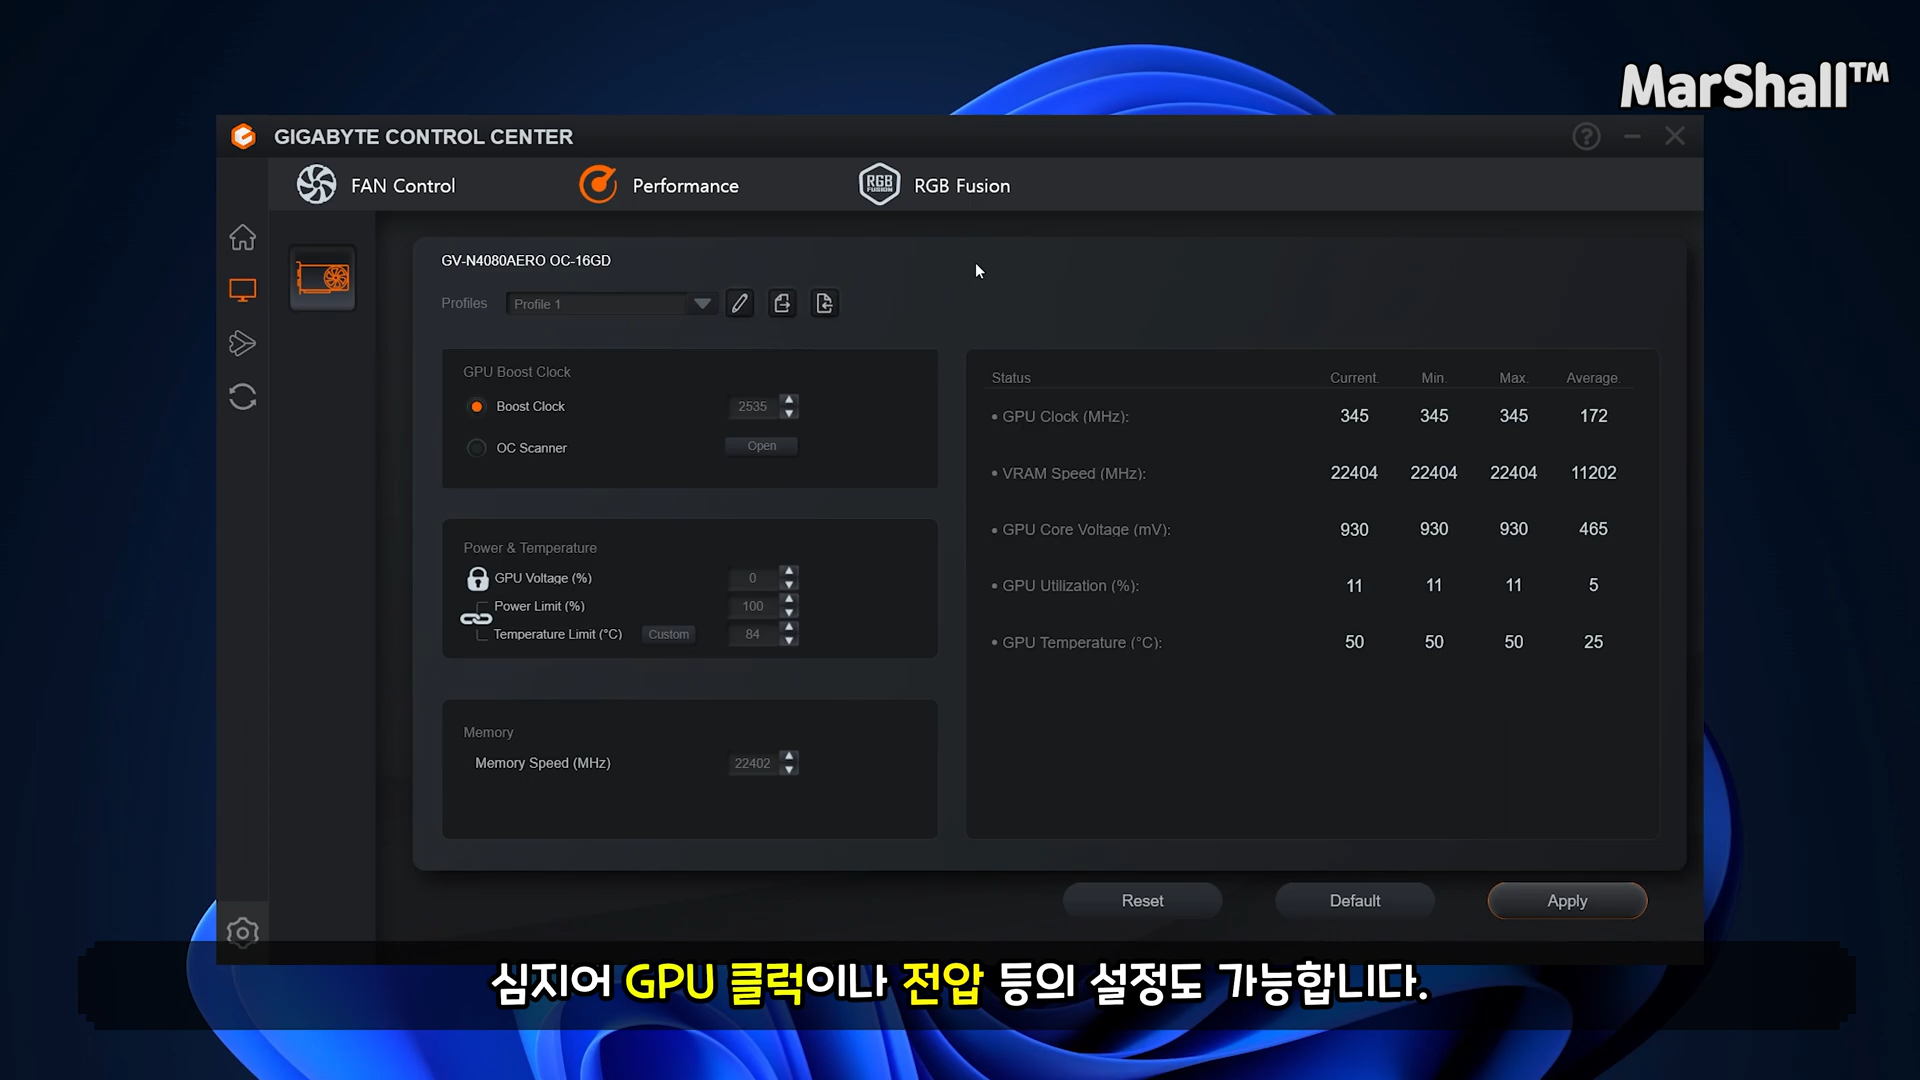 MarShall™
GIGABYTE CONTROL CENTER
FAN Control
Performance
RGB FUSION
RGB Fusion
GV-N4080AERO OC-16GD
Profiles
Profile 1
GPU Boost Clock
Boost Clock 2535
OC Scanner Open
Power & Temperature
GPU Voltage (%) 0
Power Limit (%) 100
Temperature Limit (°C) Custom 84
Memory
Memory Speed (MHz) 22402
Status Current. Min. Max. Average.
• GPU Clock (MHz): 345 345 345 172
• VRAM Speed (MHz): 22404 22404 22404 11202
• GPU Core Voltage (mV): 930 930 930 465
• GPU Utilization (%): 11 11 11 5
• GPU Temperature (°C): 50 50 50 25
Reset
Default
Apply
심지어 GPU 클럭이나 전압 등의 설정도 가능합니다.